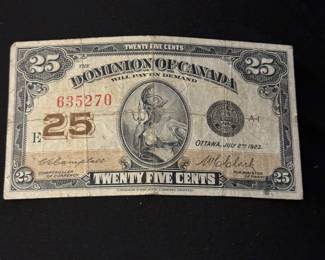 TWENTY FIVE CENTS
25 THE DOMINION OF CANADA 25
WILL PAY ON DEMAND
635270
E 25
OTTAWA, JULY 2ND 1923.
COMPTROLLER OF CURRENCY
FOR MINISTER OF FINANCE
25 TWENTY FIVE CENTS 25